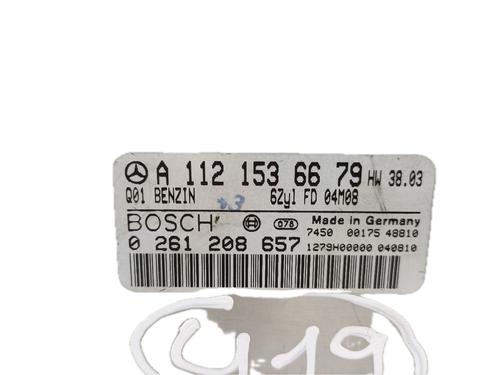 A 112 153 66 79 HW 38.03
Q01 BENZIN 6Zyl FD 04M08
BOSCH 076 Made in Germany
7450 00175 48810
0 261 208 657 1279H00000 040810
419